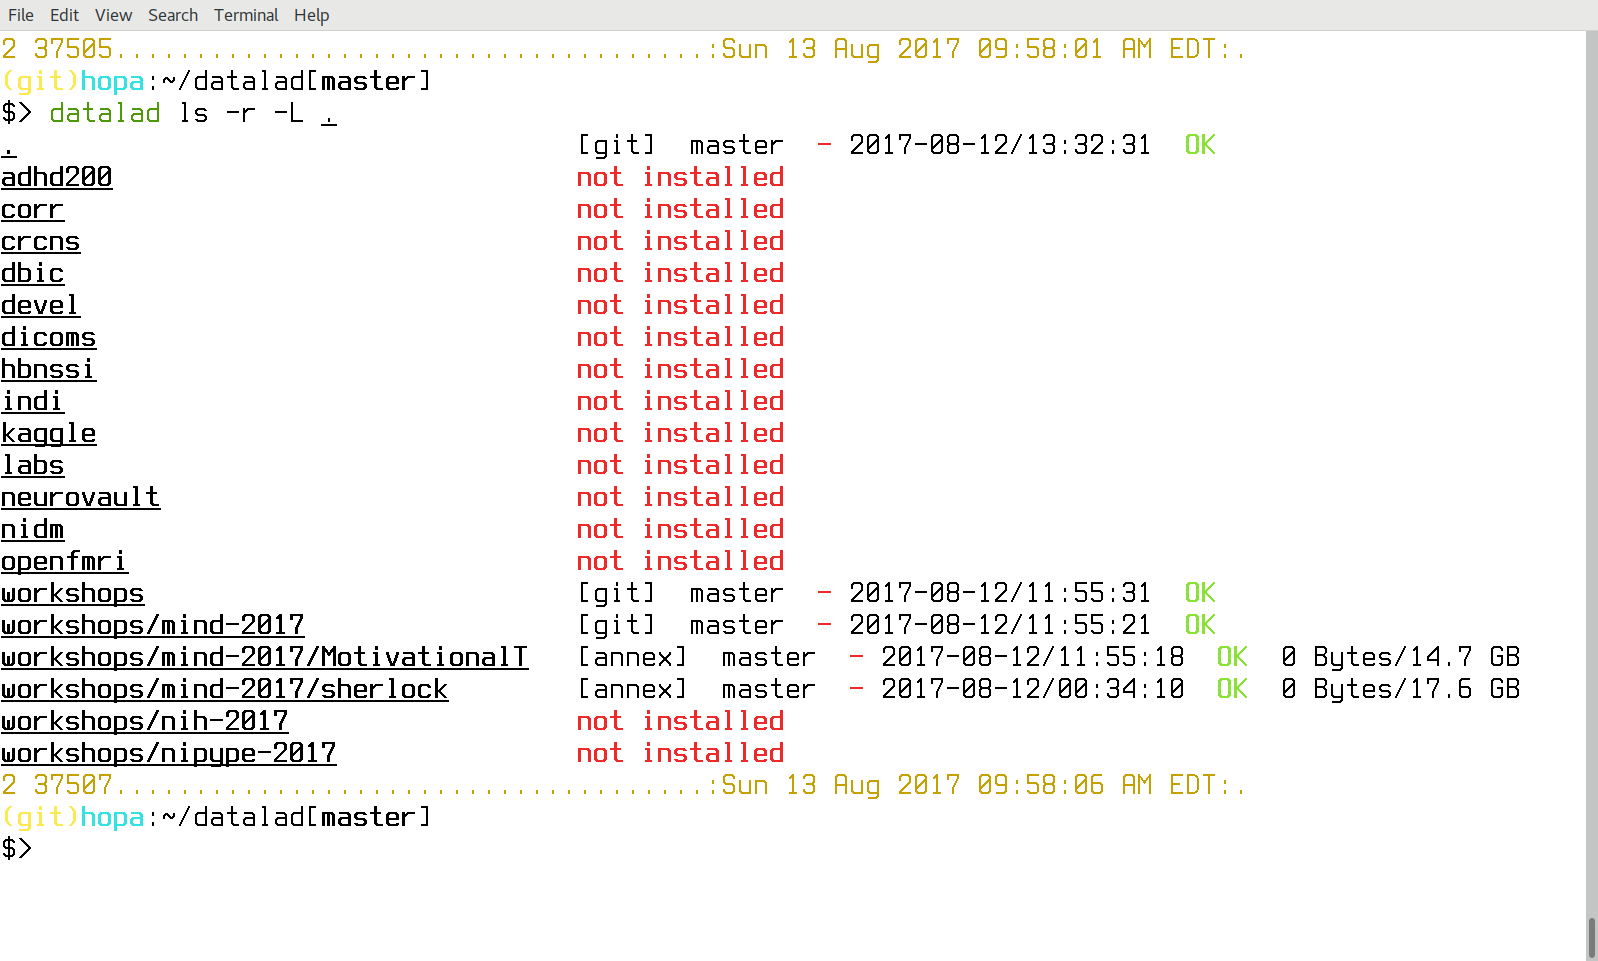 File Edit View Search Terminal Help
2 37505.....................................:Sun 13 Aug 2017 09:58:01 AM EDT:.
(git)hopa:~/datalad[master]
$> datalad ls -r -L .
. [git] master - 2017-08-12/13:32:31 OK
adhd200 not installed
corr not installed
crcns not installed
dbic not installed
devel not installed
dicoms not installed
hbnssi not installed
indi not installed
kaggle not installed
labs not installed
neurovault not installed
nidm not installed
openfmri not installed
workshops [git] master - 2017-08-12/11:55:31 OK
workshops/mind-2017 [git] master - 2017-08-12/11:55:21 OK
workshops/mind-2017/MotivationalT [annex] master - 2017-08-12/11:55:18 OK 0 Bytes/14.7 GB
workshops/mind-2017/sherlock [annex] master - 2017-08-12/00:34:10 OK 0 Bytes/17.6 GB
workshops/nih-2017 not installed
workshops/nipype-2017 not installed
2 37507.....................................:Sun 13 Aug 2017 09:58:06 AM EDT:.
(git)hopa:~/datalad[master]
$>